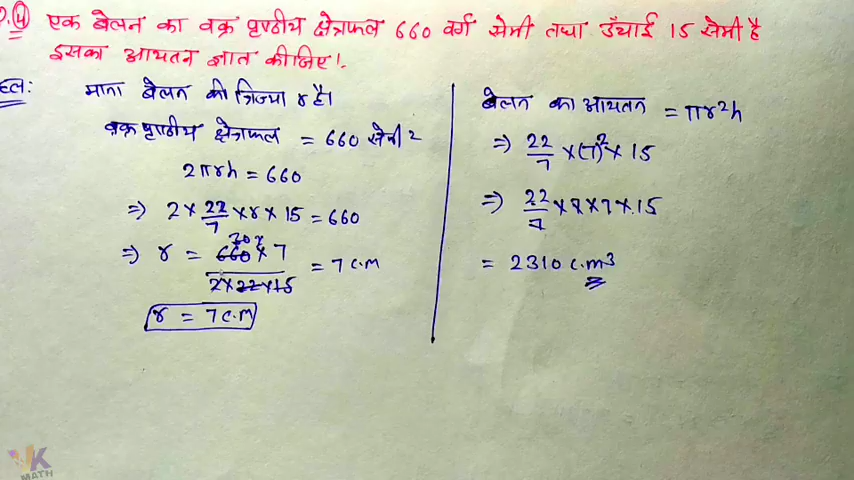 Q.④ एक बेलन का वक्र पृष्ठीय क्षेत्रफल 660 वर्ग सेमी तथा ऊँचाई 15 सेमी है
इसका आयतन ज्ञात कीजिए।
हल:
माना बेलन की त्रिज्या r है।
वक्र पृष्ठीय क्षेत्रफल = 660 सेमी²
2πrh = 660
⇒ 2 × 22/7 × r × 15 = 660
⇒ r = 660 × 7 / 2×22×15 = 7 c.m
r = 7 c.m
बेलन का आयतन = πr²h
⇒ 22/7 × (7)² × 15
⇒ 22/7 × 7 × 7 × 15
= 2310 c.m³
VK
MATH